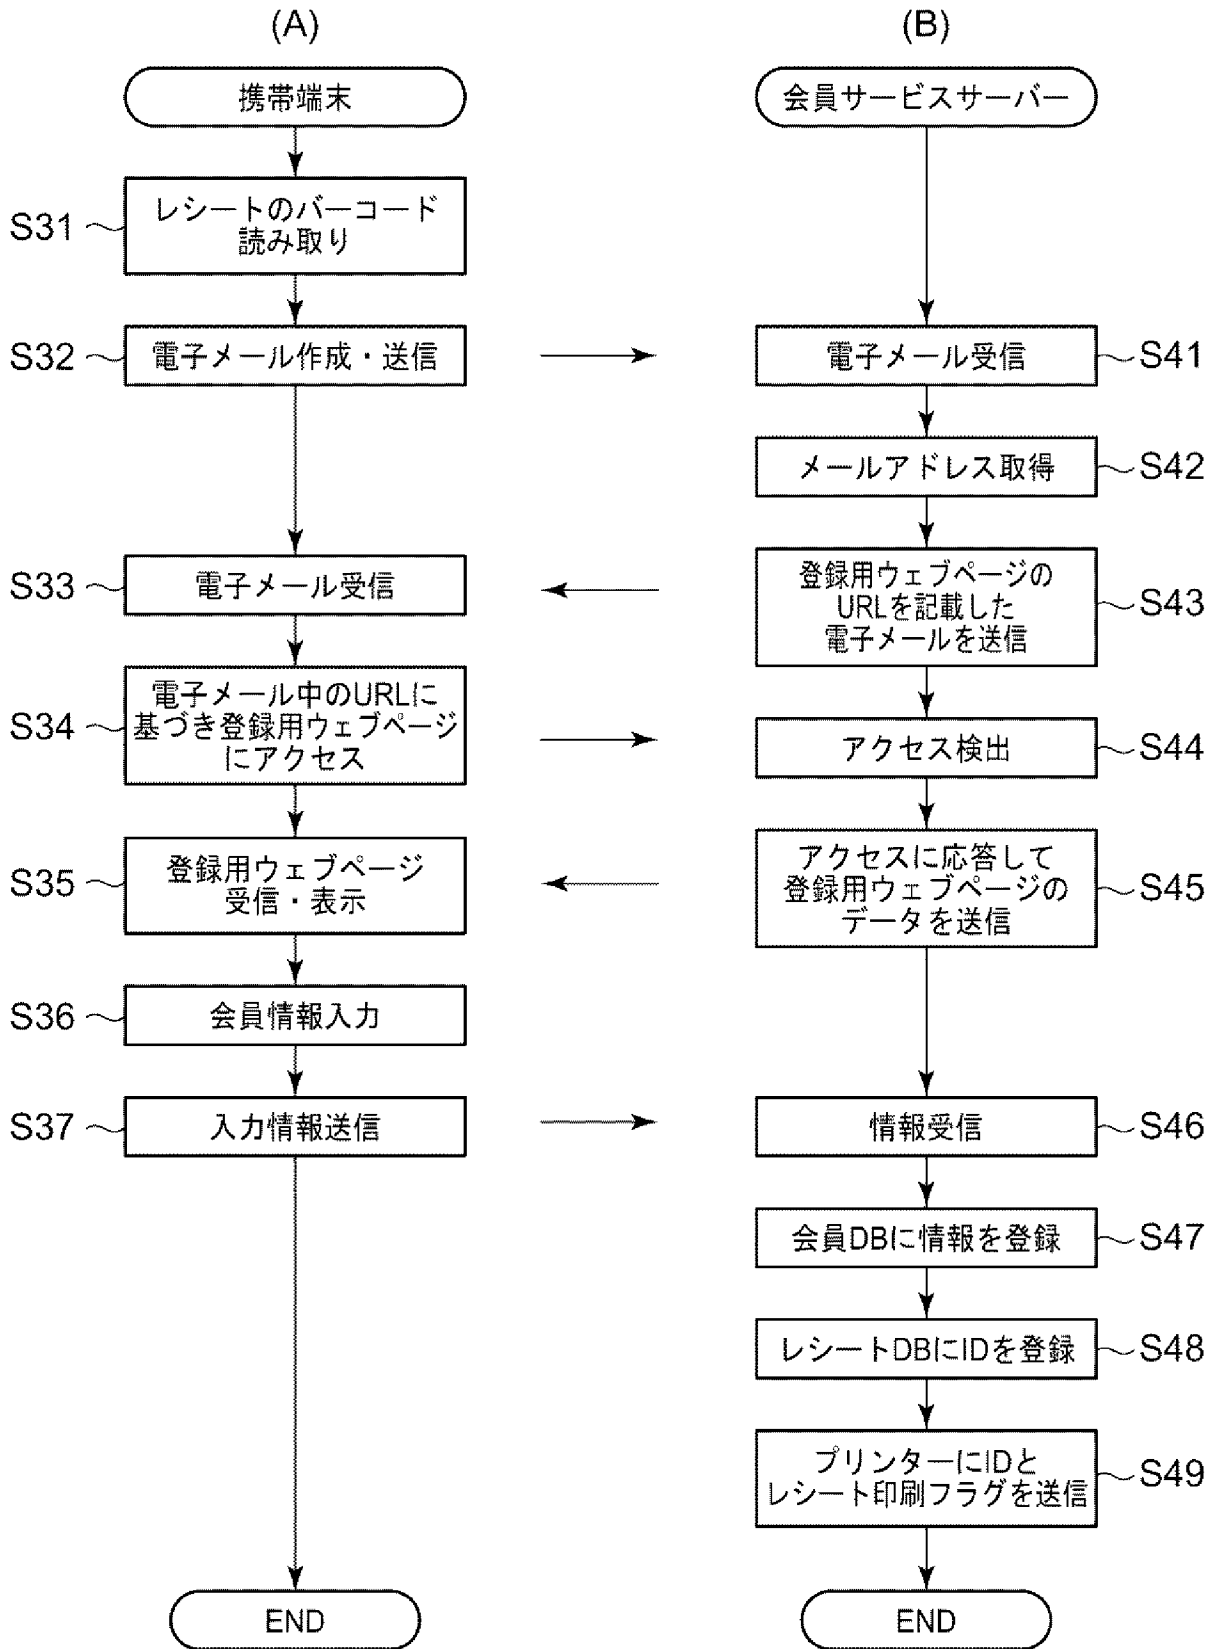 (A)
携帯端末
S31
レシートのバーコード
読み取り
S32
電子メール作成・送信
S33
電子メール受信
S34
電子メール中のURLに
基づき登録用ウェブページ
にアクセス
S35
登録用ウェブページ
受信・表示
S36
会員情報入力
S37
入力情報送信
END
(B)
会員サービスサーバー
電子メール受信
S41
メールアドレス取得
S42
登録用ウェブページの
URLを記載した
電子メールを送信
S43
アクセス検出
S44
アクセスに応答して
登録用ウェブページの
データを送信
S45
情報受信
S46
会員DBに情報を登録
S47
レシートDBにIDを登録
S48
プリンターにIDと
レシート印刷フラグを送信
S49
END